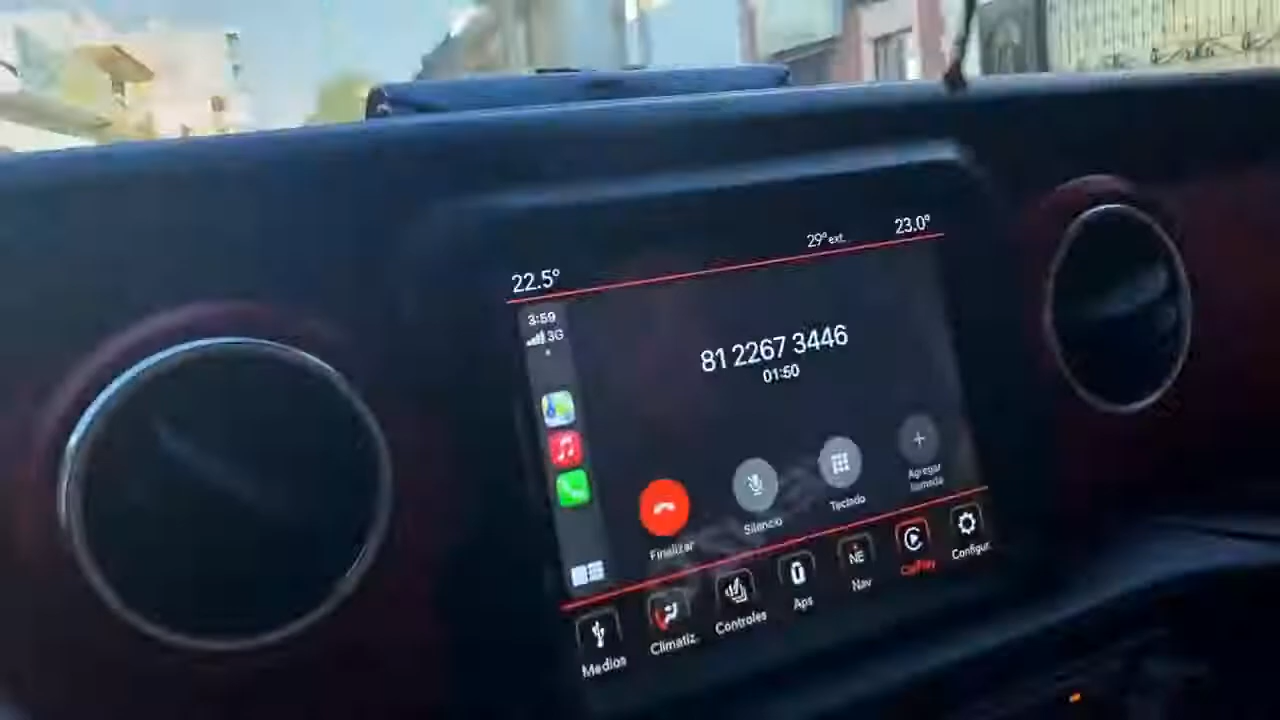 22.5°
29°ext.
23.0°
3:59
3G
81 2267 3446
01:50
Finalizar
Silencio
Teclado
Agregar
llamada
Medios
Climatiz.
Controles
Aps
NE
Nav
CarPlay
Configur.